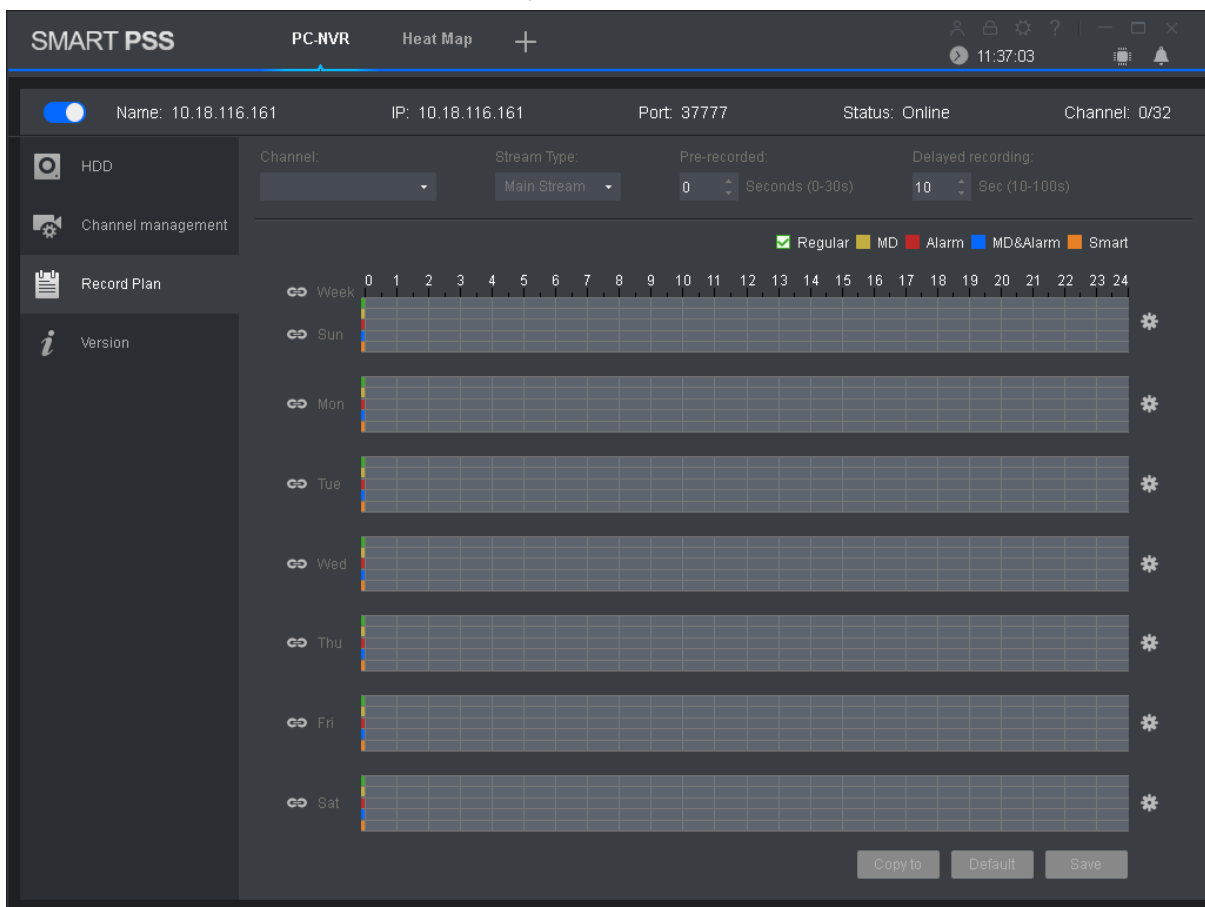 SMART PSS PC-NVR Heat Map
11:37:03
Name: 10.18.116.161 IP: 10.18.116.161 Port: 37777 Status: Online Channel: 0/32
HDD
Channel management
Record Plan
Version
Channel: Stream Type: Pre-recorded: Delayed recording:
Main Stream 0 Seconds (0-30s) 10 Sec (10-100s)
Regular MD Alarm MD&Alarm Smart
Week 0 1 2 3 4 5 6 7 8 9 10 11 12 13 14 15 16 17 18 19 20 21 22 23 24
Sun
Mon
Tue
Wed
Thu
Fri
Sat
Copy to Default Save